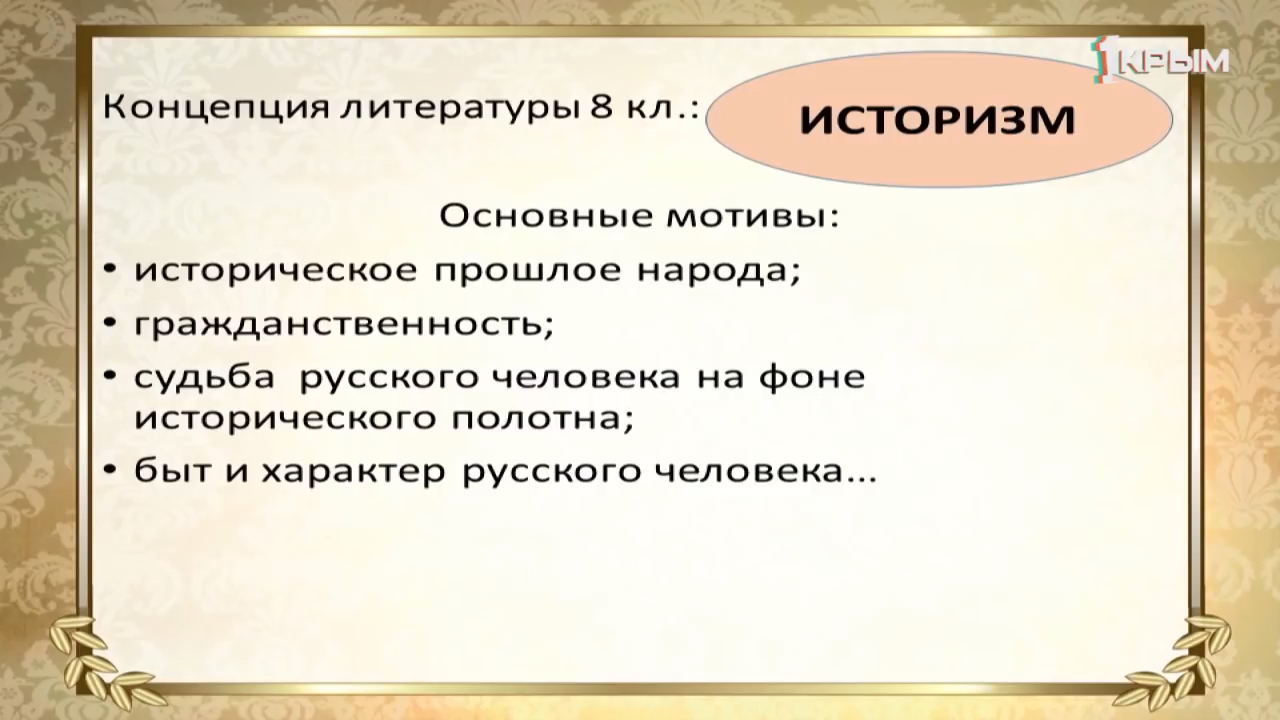 1КРЫМ
Концепция литературы 8 кл.:
ИСТОРИЗМ
Основные мотивы:
• историческое прошлое народа;
• гражданственность;
• судьба русского человека на фоне
исторического полотна;
• быт и характер русского человека...